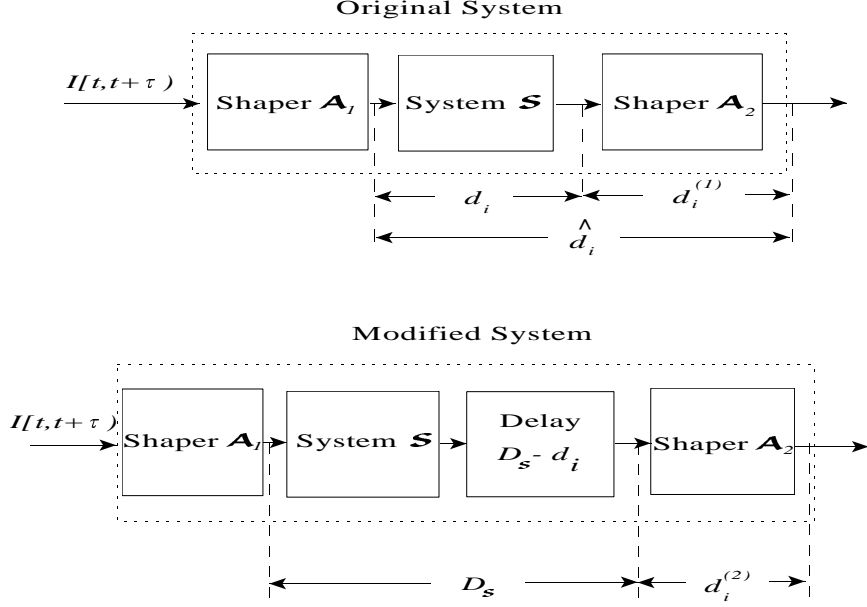 Original System
I[t,t+τ)
Shaper A₁
System S
Shaper A₂
dᵢ
dᵢ⁽¹⁾
d̂ᵢ
Modified System
I[t,t+τ)
Shaper A₁
System S
Delay
Dₛ- dᵢ
Shaper A₂
Dₛ
dᵢ⁽²⁾